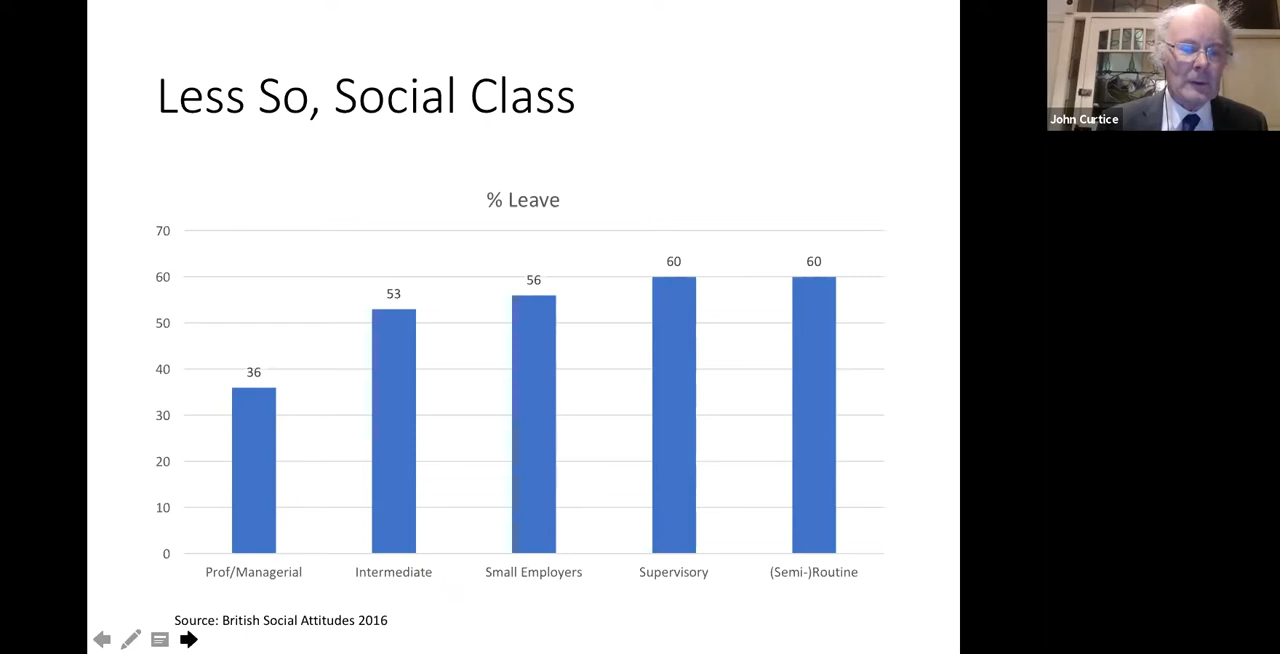 Less So, Social Class
% Leave
70
60
50
40
30
20
10
0
36
53
56
60
60
Prof/Managerial
Intermediate
Small Employers
Supervisory
(Semi-)Routine
Source: British Social Attitudes 2016
John Curtice